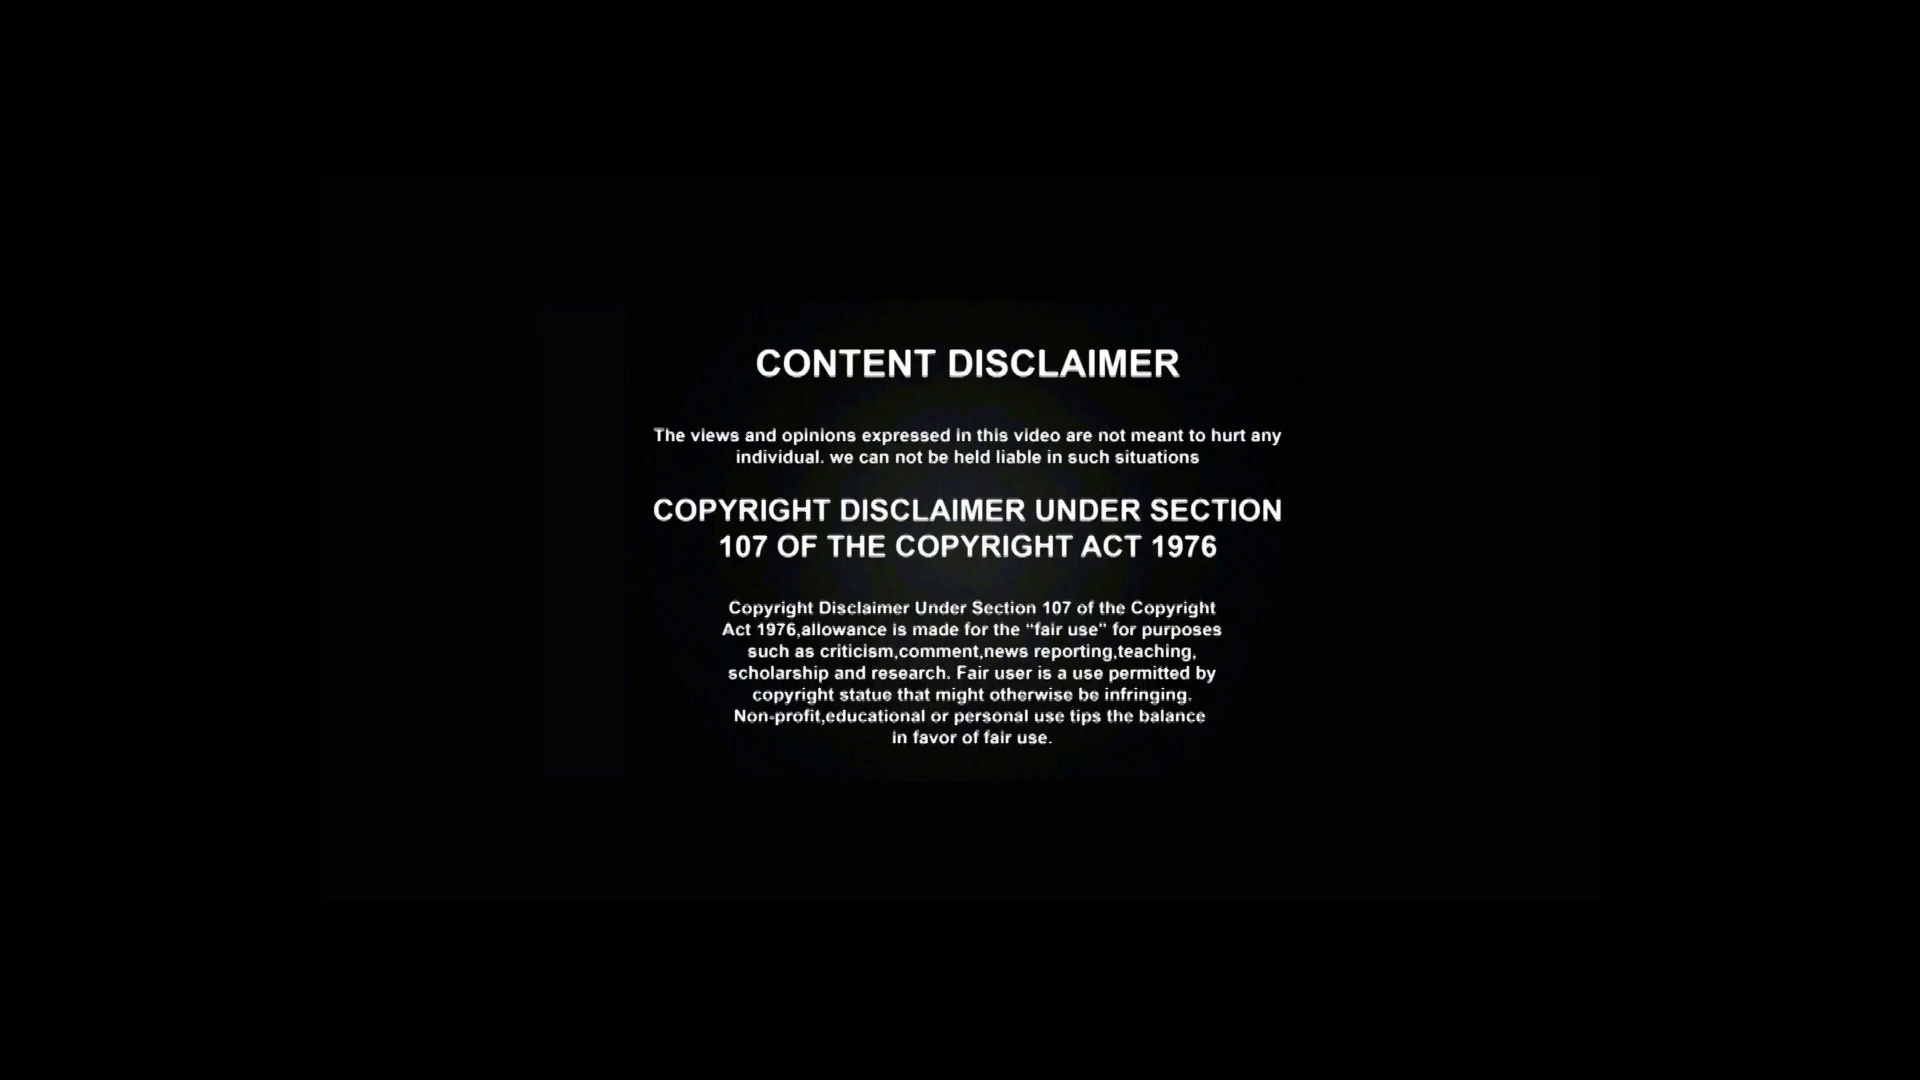 CONTENT DISCLAIMER
The views and opinions expressed in this video are not meant to hurt any
individual. we can not be held liable in such situations
COPYRIGHT DISCLAIMER UNDER SECTION
107 OF THE COPYRIGHT ACT 1976
Copyright Disclaimer Under Section 107 of the Copyright
Act 1976,allowance is made for the "fair use" for purposes
such as criticism,comment,news reporting,teaching,
scholarship and research. Fair user is a use permitted by
copyright statue that might otherwise be infringing.
Non-profit,educational or personal use tips the balance
in favor of fair use.